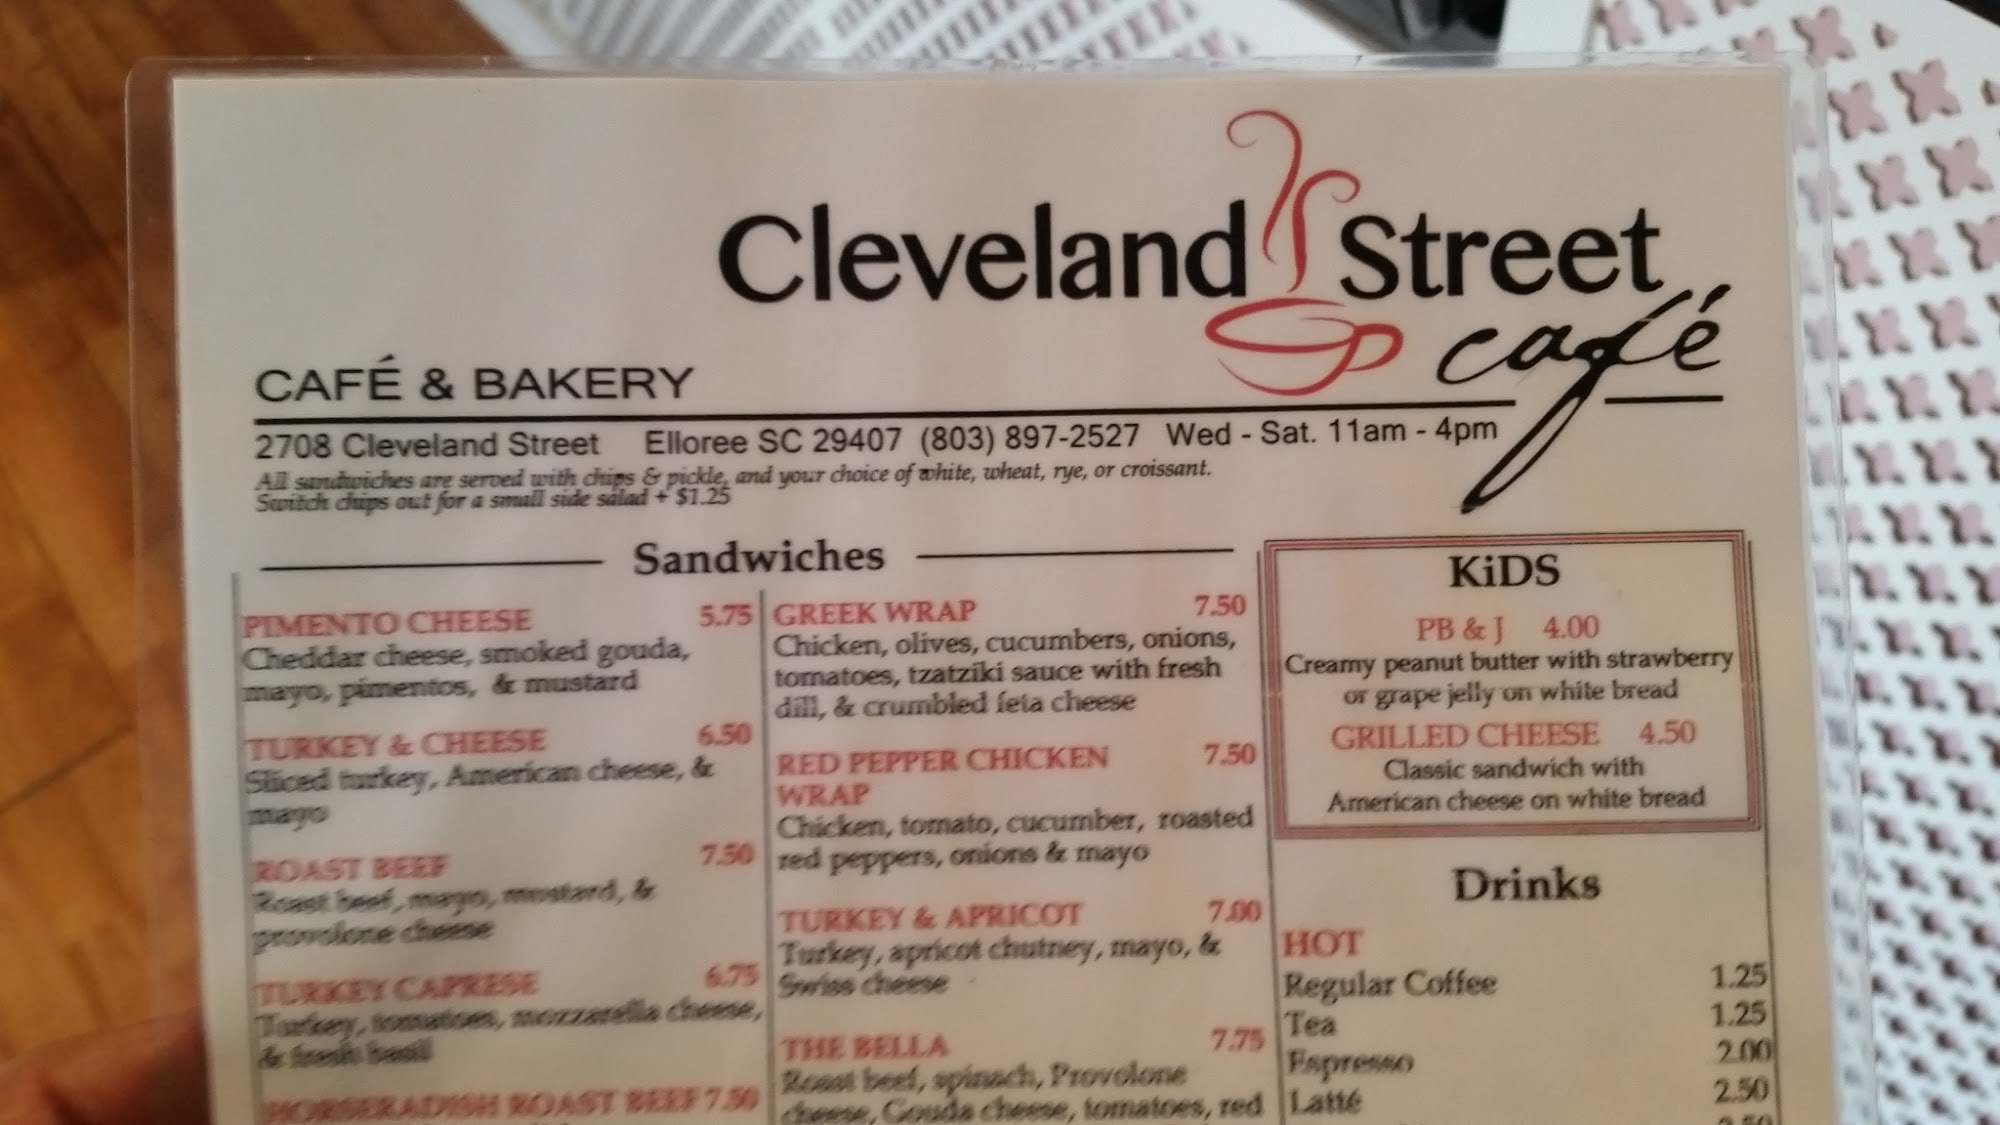 Cleveland Street
café
CAFÉ & BAKERY
2708 Cleveland Street Elloree SC 29407 (803) 897-2527 Wed - Sat. 11am - 4pm
All sandwiches are served with chips & pickle, and your choice of white, wheat, rye, or croissant.
Switch chips out for a small side salad + $1.25
Sandwiches
PIMENTO CHEESE 5.75
Cheddar cheese, smoked gouda,
mayo, pimentos, & mustard
TURKEY & CHEESE 6.50
Sliced turkey, American cheese, &
mayo
ROAST BEEF 7.50
Roast beef, mayo, mustard, &
provolone cheese
TURKEY CAPRESE 6.75
Turkey, tomatoes, mozzarella cheese,
& fresh basil
HORSERADISH ROAST BEEF 7.50
GREEK WRAP 7.50
Chicken, olives, cucumbers, onions,
tomatoes, tzatziki sauce with fresh
dill, & crumbled feta cheese
RED PEPPER CHICKEN 7.50
WRAP
Chicken, tomato, cucumber, roasted
red peppers, onions & mayo
TURKEY & APRICOT 7.00
Turkey, apricot chutney, mayo, &
Swiss cheese
THE BELLA 7.75
Roast beef, spinach, Provolone
cheese, Gouda cheese, tomatoes, red
KiDS
PB & J 4.00
Creamy peanut butter with strawberry
or grape jelly on white bread
GRILLED CHEESE 4.50
Classic sandwich with
American cheese on white bread
Drinks
HOT
Regular Coffee 1.25
Tea 1.25
Espresso 2.00
Latté 2.50